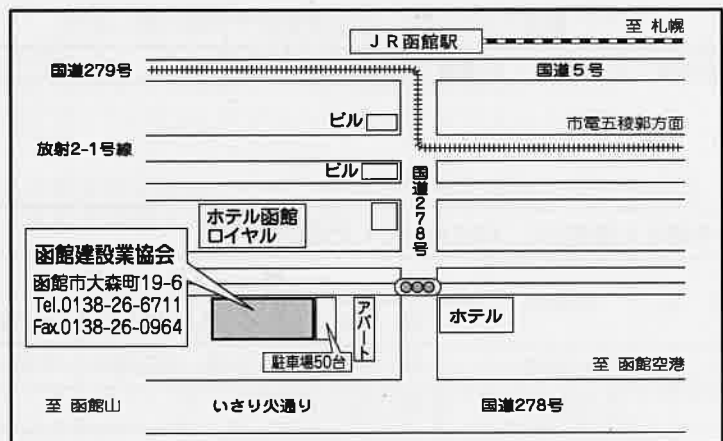 至 札幌
JR函館駅
国道279号
国道5号
ビル
市電五稜郭方面
放射2-1号線
ビル
国道278号
ホテル函館
ロイヤル
函館建設業協会
函館市大森町19-6
Tel.0138-26-6711
Fax.0138-26-0964
アパート
ホテル
駐車場50台
至 函館空港
至 函館山
いさり火通り
国道278号